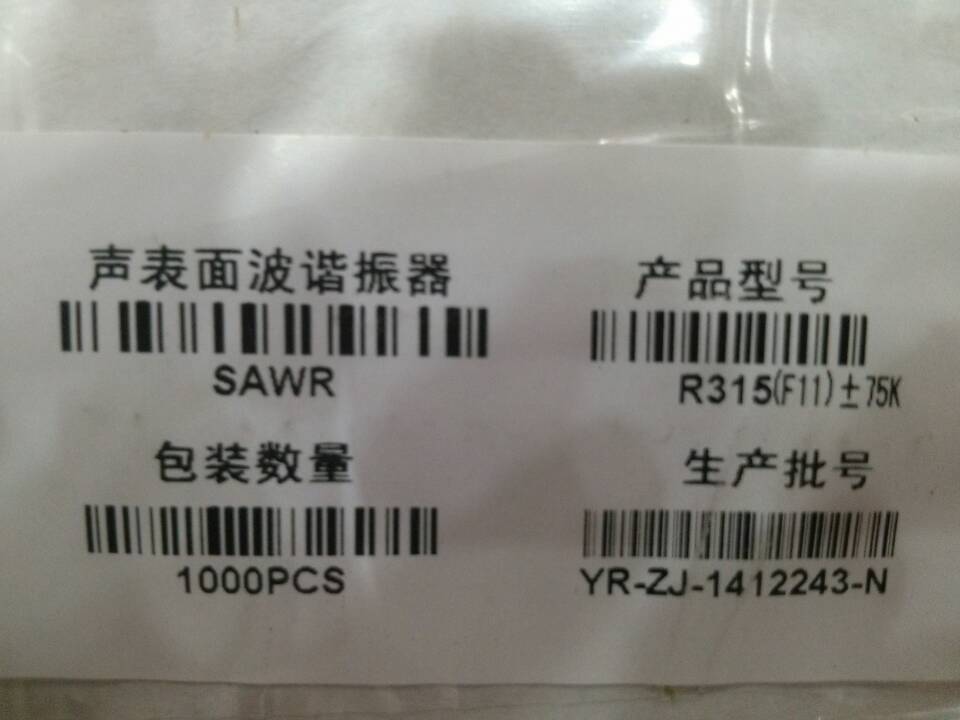 声表面波谐振器
SAWR
产品型号
R315(F11)±75K
包装数量
1000PCS
生产批号
YR-ZJ-1412243-N